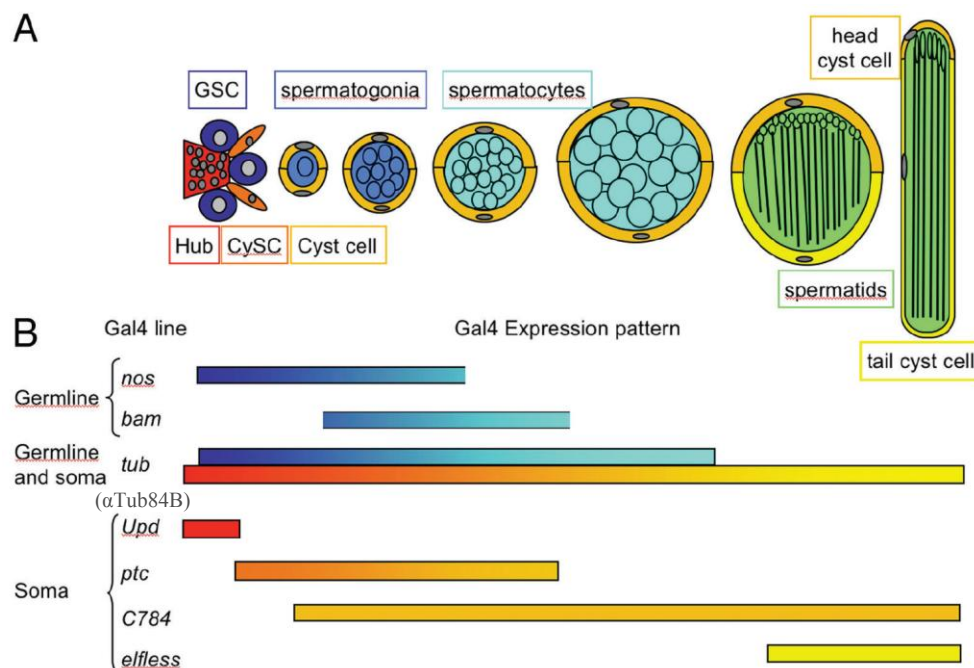 A
GSC
spermatogonia
spermatocytes
head
cyst cell
Hub
CySC
Cyst cell
spermatids
tail cyst cell
B
Gal4 line
Gal4 Expression pattern
Germline
nos
bam
Germline
and soma
tub
(αTub84B)
Soma
Upd
ptc
C784
elfless